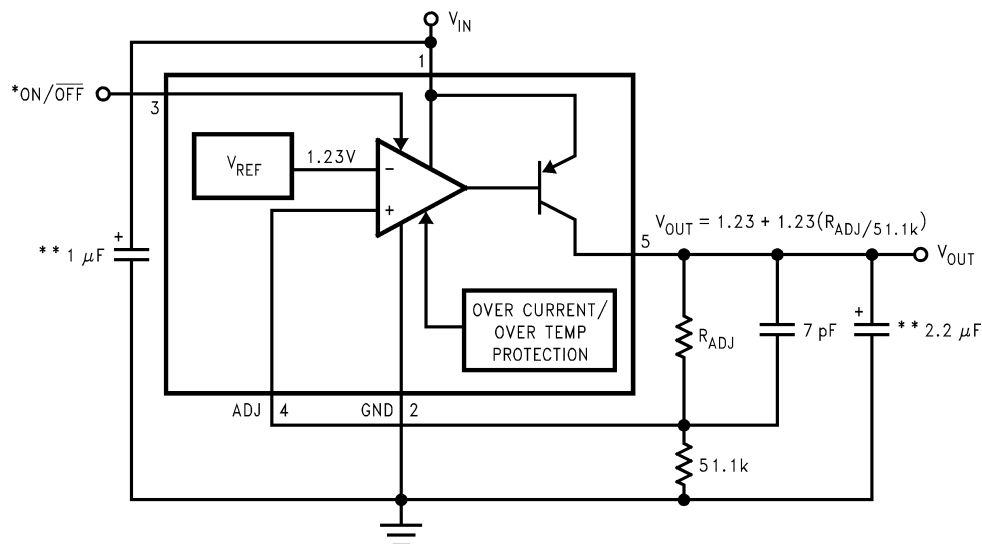 V_IN
1
*ON/OFF
3
V_REF
1.23V
−
+
V_OUT = 1.23 + 1.23(R_ADJ/51.1k)
5
V_OUT
+
**1 µF
OVER CURRENT/
OVER TEMP
PROTECTION
R_ADJ
7 pF
+
**2.2 µF
ADJ 4
GND 2
51.1k